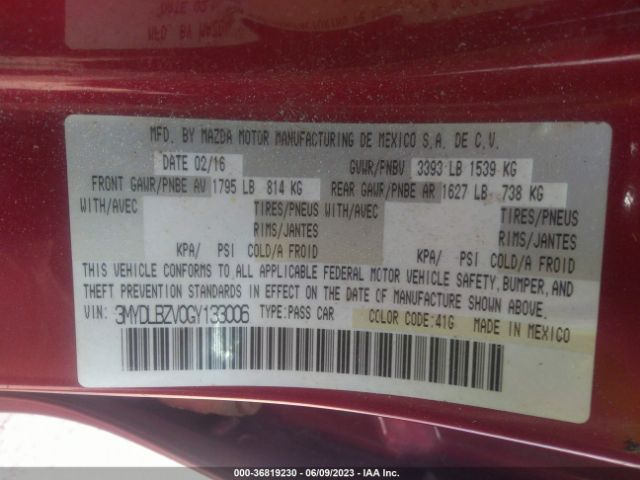 MFD. BY MAZDA MOTOR MANUFACTURING DE MEXICO S.A. DE C.V.
DATE 02/16 GVWR/PNBV 3393 LB 1539 KG
FRONT GAWR/PNBE AV 1795 LB 814 KG REAR GAWR/PNBE AR 1627 LB 738 KG
WITH/AVEC TIRES/PNEUS WITH/AVEC TIRES/PNEUS
RIMS/JANTES RIMS/JANTES
KPA/ PSI COLD/A FROID KPA/ PSI COLD/A FROID
THIS VEHICLE CONFORMS TO ALL APPLICABLE FEDERAL MOTOR VEHICLE SAFETY, BUMPER, AND
THEFT PREVENTION STANDARDS IN EFFECT ON THE DATE OF MANUFACTURE SHOWN ABOVE.
VIN: 3MYDLBZV0GY133006 TYPE: PASS CAR COLOR CODE: 41G MADE IN MEXICO
000-36819230 - 06/09/2023 - IAA Inc.